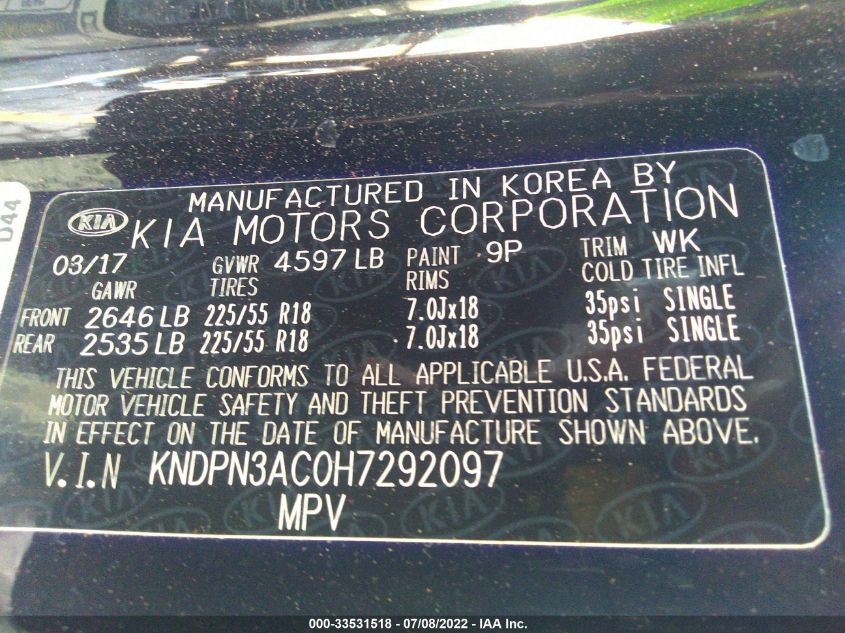 MANUFACTURED IN KOREA BY
KIA KIA MOTORS CORPORATION
03/17 GVWR 4597 LB PAINT 9P TRIM WK
GAWR TIRES RIMS COLD TIRE INFL
FRONT 2646 LB 225/55 R18 7.0Jx18 35psi SINGLE
REAR 2535 LB 225/55 R18 7.0Jx18 35psi SINGLE
THIS VEHICLE CONFORMS TO ALL APPLICABLE U.S.A. FEDERAL
MOTOR VEHICLE SAFETY AND THEFT PREVENTION STANDARDS
IN EFFECT ON THE DATE OF MANUFACTURE SHOWN ABOVE.
V.I.N KNDPN3AC0H7292097
MPV
D44
000-33531518 - 07/08/2022 - IAA Inc.